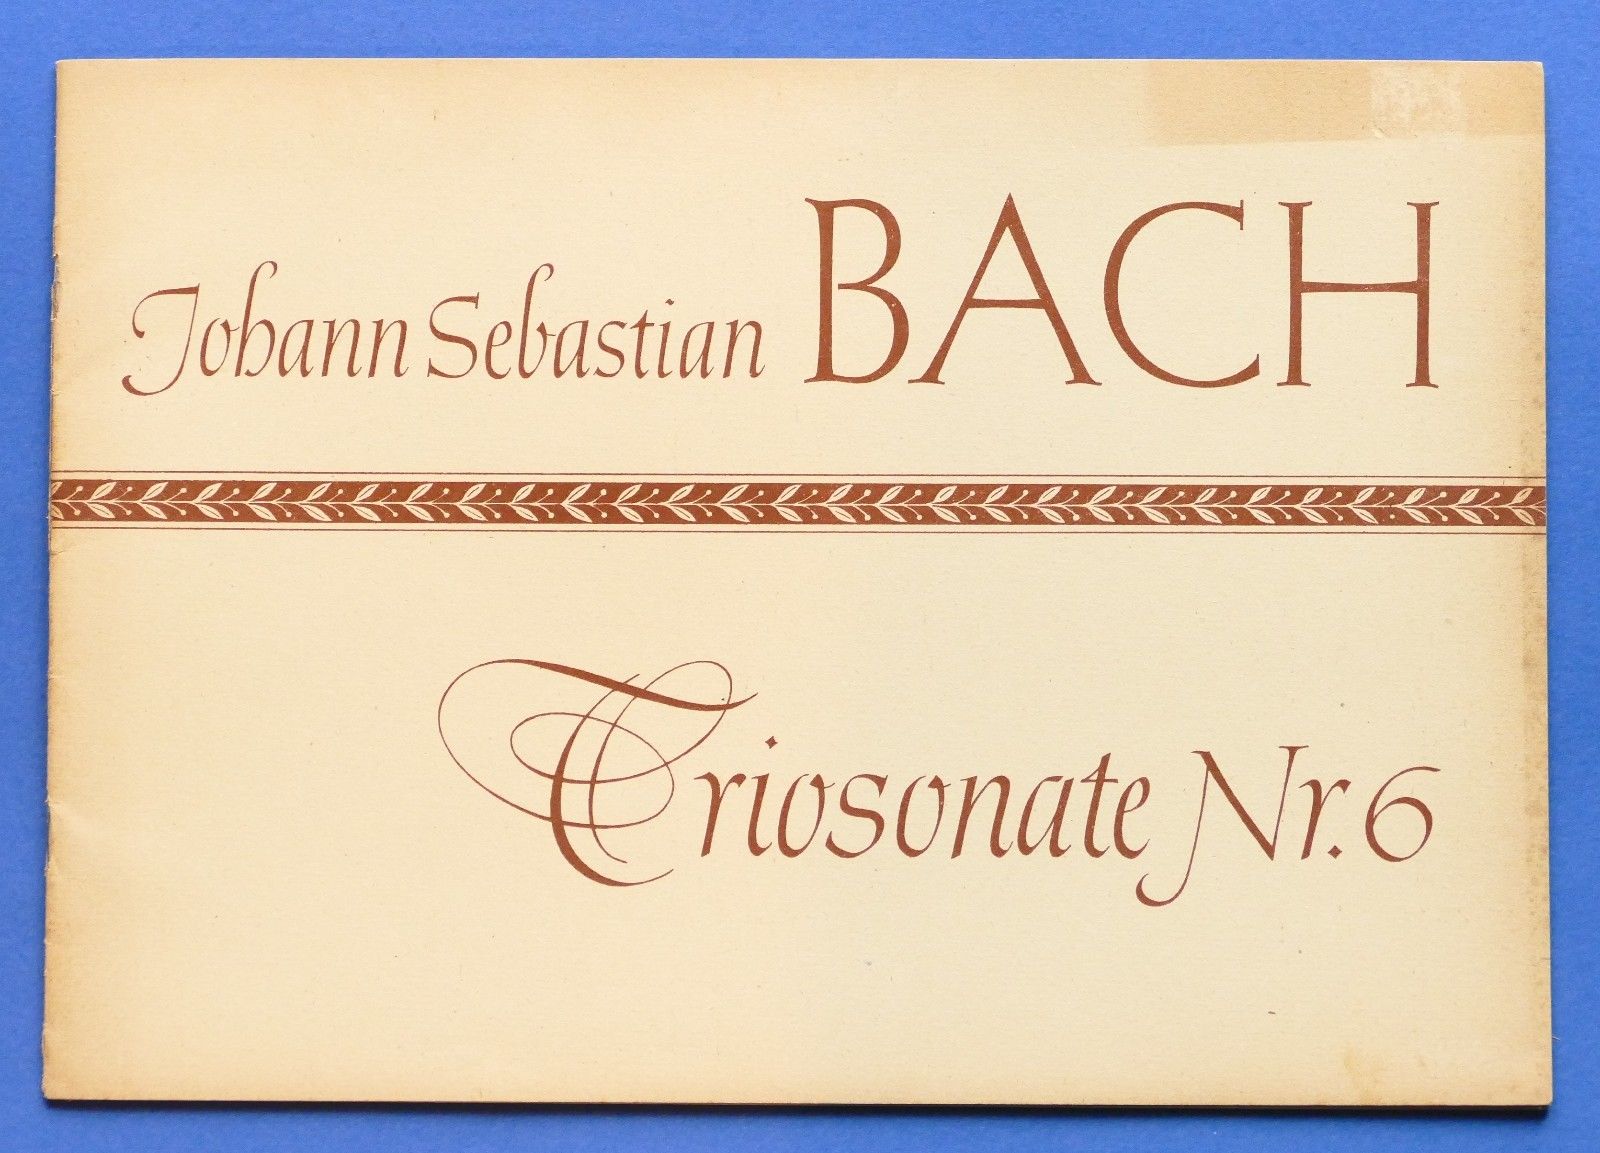 Johann Sebastian BACH
Triosonate Nr. 6